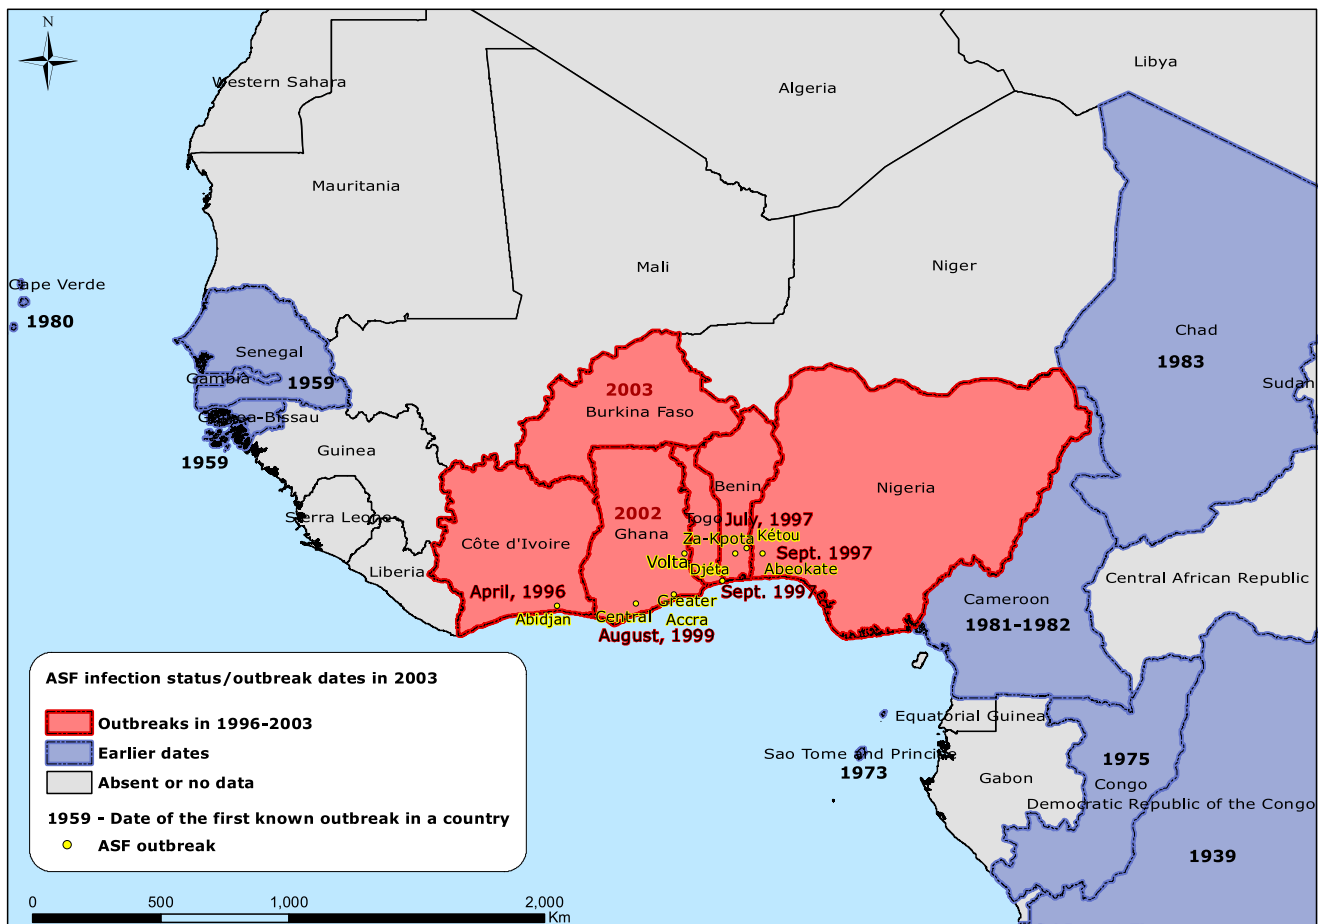 N
Western Sahara
Algeria
Libya
Mauritania
Mali
Niger
Cape Verde
1980
Chad
1983
Senegal
Gambia
1959
Sudan
2003
Burkina Faso
Guinea-Bissau
1959
Guinea
Benin
Nigeria
Sierra Leone
2002
Ghana
Togo
July, 1997
Côte d'Ivoire
Za-Kpota
Kétou
Sept. 1997
Volta
Djéta
Abeokate
Liberia
Central African Republic
April, 1996
Sept. 1997
Greater
Accra
Cameroon
1981-1982
Abidjan
Central
August, 1999
Equatorial Guinea
Sao Tome and Principe
1973
Gabon
1975
Congo
Democratic Republic of the Congo
1939
ASF infection status/outbreak dates in 2003
Outbreaks in 1996-2003
Earlier dates
Absent or no data
1959 - Date of the first known outbreak in a country
ASF outbreak
0 500 1,000 2,000
Km